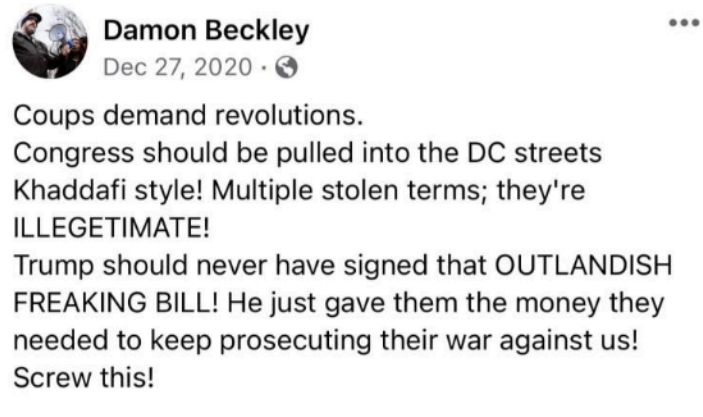 Damon Beckley
Dec 27, 2020 ·
Coups demand revolutions.
Congress should be pulled into the DC streets
Khaddafi style! Multiple stolen terms; they're
ILLEGETIMATE!
Trump should never have signed that OUTLANDISH
FREAKING BILL! He just gave them the money they
needed to keep prosecuting their war against us!
Screw this!